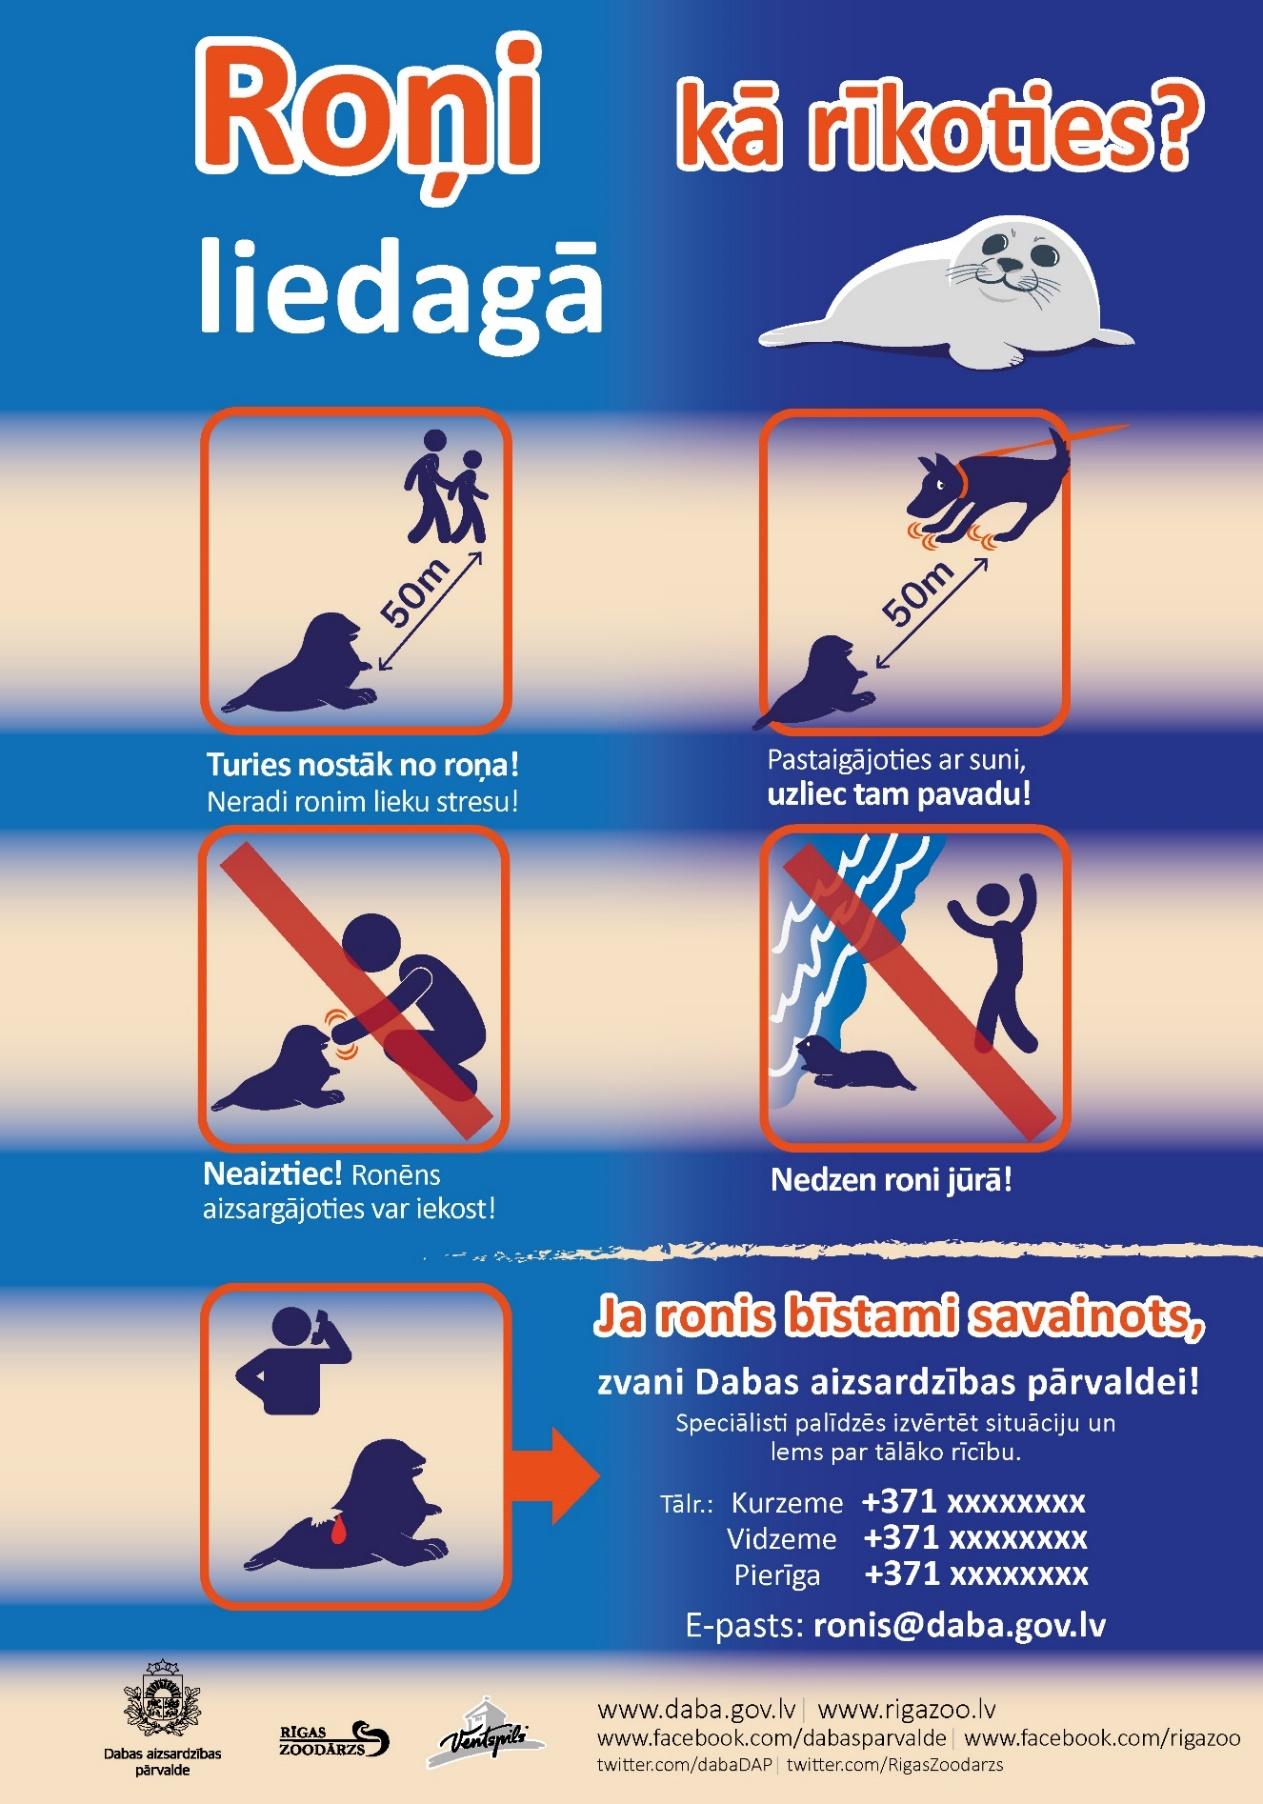 Roņi
liedagā
kā rīkoties?
50m
50m
Turies nostāk no roņa!
Neradi ronim lieku stresu!
Pastaigājoties ar suni,
uzliec tam pavadu!
Neaiztiec! Ronēns
aizsargājoties var iekost!
Nedzen roni jūrā!
Ja ronis bīstami savainots,
zvani Dabas aizsardzības pārvaldei!
Speciālisti palīdzēs izvērtēt situāciju un
lems par tālāko rīcību.
Tālr.: Kurzeme +371 xxxxxxxx
Vidzeme +371 xxxxxxxx
Pierīga +371 xxxxxxxx
E-pasts: ronis@daba.gov.lv
Dabas aizsardzības
pārvalde
RIGAS
ZOODĀRZS
Ventspils
www.daba.gov.lv | www.rigazoo.lv
www.facebook.com/dabasparvalde | www.facebook.com/rigazoo
twitter.com/dabaDAP | twitter.com/RigasZoodarzs